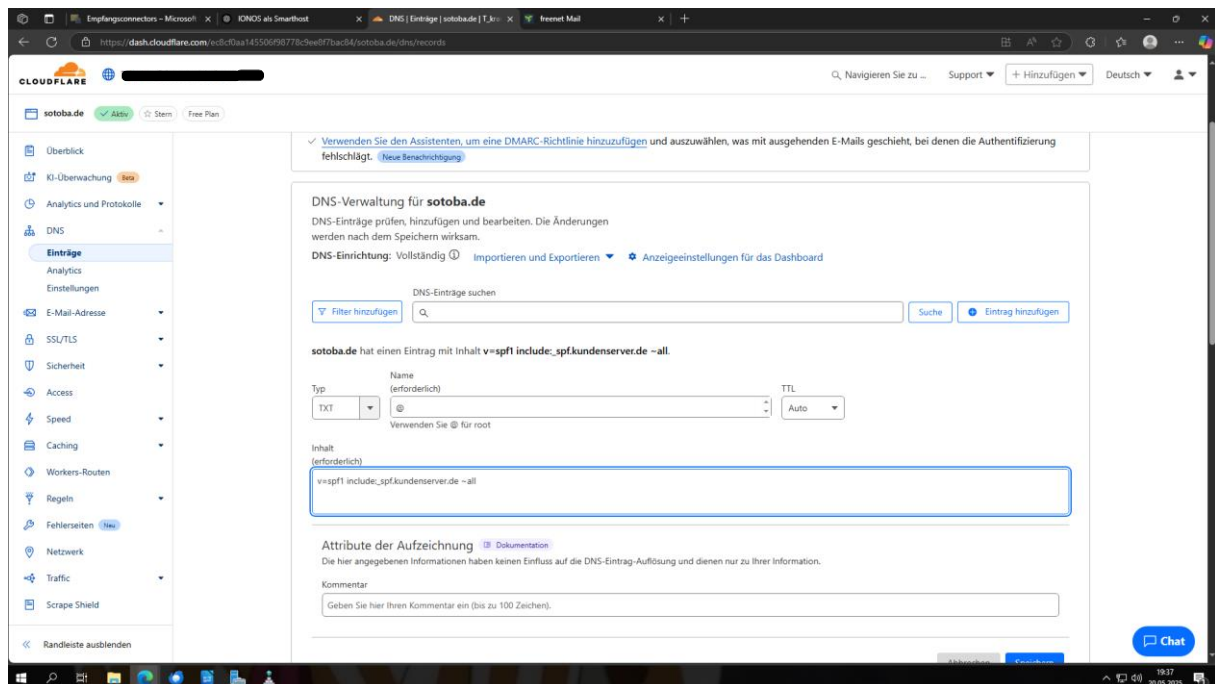 Empfangsconnectors – Microsoft
IONOS als Smarthost
DNS | Einträge | sotoba.de | T_kr
freenet Mail
https://dash.cloudflare.com/ec8cf0aa145506f98778c9ee8f7bac84/sotoba.de/dns/records
CLOUDFLARE
Navigieren Sie zu ...
Support
+ Hinzufügen
Deutsch
sotoba.de
Aktiv
Stern
Free Plan
Überblick
KI-Überwachung Beta
Analytics und Protokolle
DNS
Einträge
Analytics
Einstellungen
E-Mail-Adresse
SSL/TLS
Sicherheit
Access
Speed
Caching
Workers-Routen
Regeln
Fehlerseiten Neu
Netzwerk
Traffic
Scrape Shield
Randleiste ausblenden
Verwenden Sie den Assistenten, um eine DMARC-Richtlinie hinzuzufügen und auszuwählen, was mit ausgehenden E-Mails geschieht, bei denen die Authentifizierung
fehlschlägt. Neue Benachrichtigung
DNS-Verwaltung für sotoba.de
DNS-Einträge prüfen, hinzufügen und bearbeiten. Die Änderungen
werden nach dem Speichern wirksam.
DNS-Einrichtung: Vollständig Importieren und Exportieren Anzeigeeinstellungen für das Dashboard
DNS-Einträge suchen
Filter hinzufügen
Suche
Eintrag hinzufügen
sotoba.de hat einen Eintrag mit Inhalt v=spf1 include:_spf.kundenserver.de ~all.
Name
Typ (erforderlich) TTL
TXT @ Auto
Verwenden Sie @ für root
Inhalt
(erforderlich)
v=spf1 include:_spf.kundenserver.de ~all
Attribute der Aufzeichnung Dokumentation
Die hier angegebenen Informationen haben keinen Einfluss auf die DNS-Eintrag-Auflösung und dienen nur zu Ihrer Information.
Kommentar
Geben Sie hier Ihren Kommentar ein (bis zu 100 Zeichen).
Abbrechen Speichern
Chat
19:37
20.05.2025